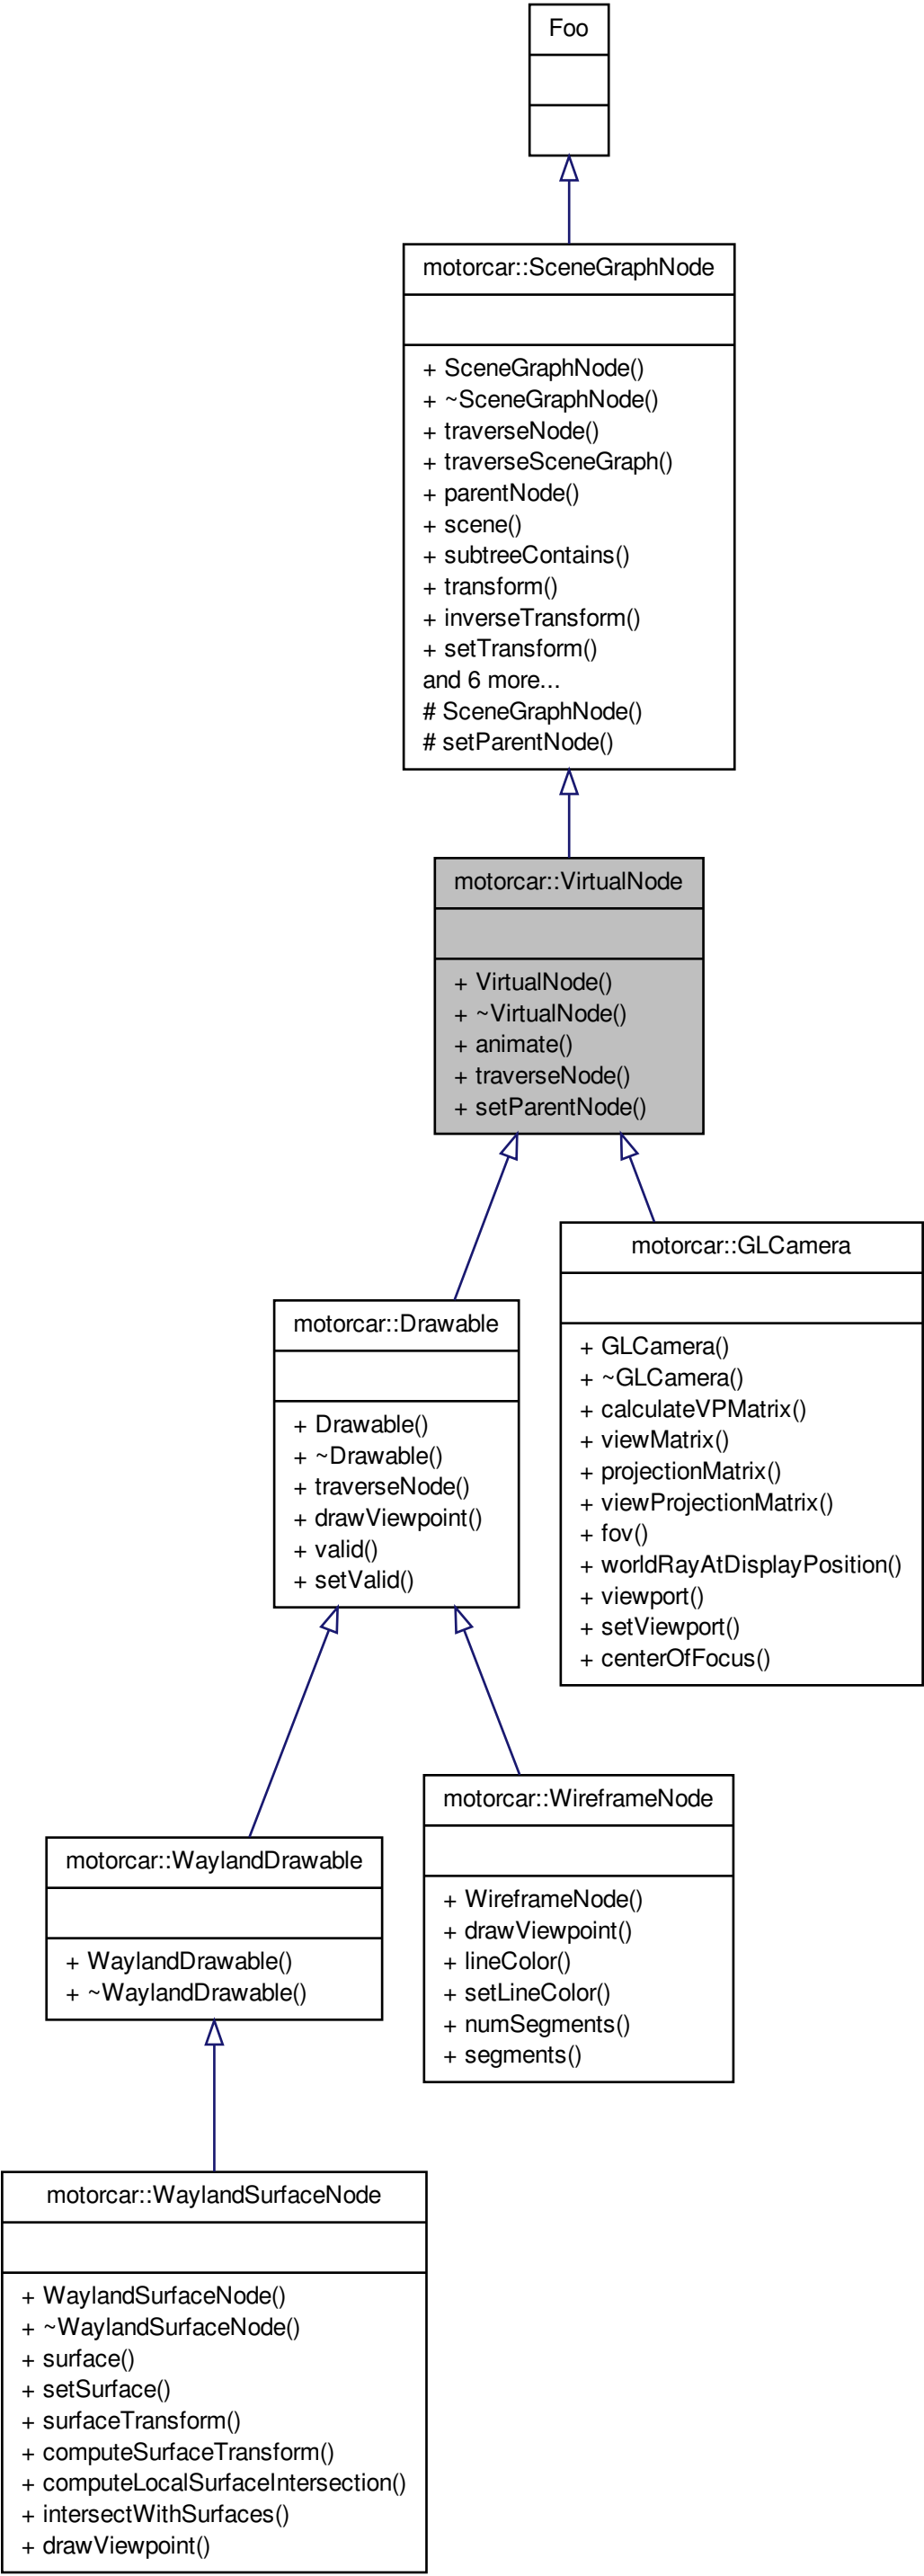 Foo
motorcar::SceneGraphNode
+ SceneGraphNode()
+ ~SceneGraphNode()
+ traverseNode()
+ traverseSceneGraph()
+ parentNode()
+ scene()
+ subtreeContains()
+ transform()
+ inverseTransform()
+ setTransform()
and 6 more...
# SceneGraphNode()
# setParentNode()
motorcar::VirtualNode
+ VirtualNode()
+ ~VirtualNode()
+ animate()
+ traverseNode()
+ setParentNode()
motorcar::GLCamera
+ GLCamera()
+ ~GLCamera()
+ calculateVPMatrix()
+ viewMatrix()
+ projectionMatrix()
+ viewProjectionMatrix()
+ fov()
+ worldRayAtDisplayPosition()
+ viewport()
+ setViewport()
+ centerOfFocus()
motorcar::Drawable
+ Drawable()
+ ~Drawable()
+ traverseNode()
+ drawViewpoint()
+ valid()
+ setValid()
motorcar::WireframeNode
+ WireframeNode()
+ drawViewpoint()
+ lineColor()
+ setLineColor()
+ numSegments()
+ segments()
motorcar::WaylandDrawable
+ WaylandDrawable()
+ ~WaylandDrawable()
motorcar::WaylandSurfaceNode
+ WaylandSurfaceNode()
+ ~WaylandSurfaceNode()
+ surface()
+ setSurface()
+ surfaceTransform()
+ computeSurfaceTransform()
+ computeLocalSurfaceIntersection()
+ intersectWithSurfaces()
+ drawViewpoint()